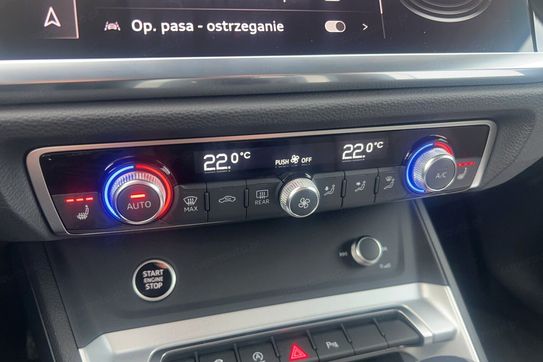 Op. pasa - ostrzeganie
22.0°C
PUSH OFF
22.0°C
AUTO
MAX
REAR
A/C
START
ENGINE
STOP